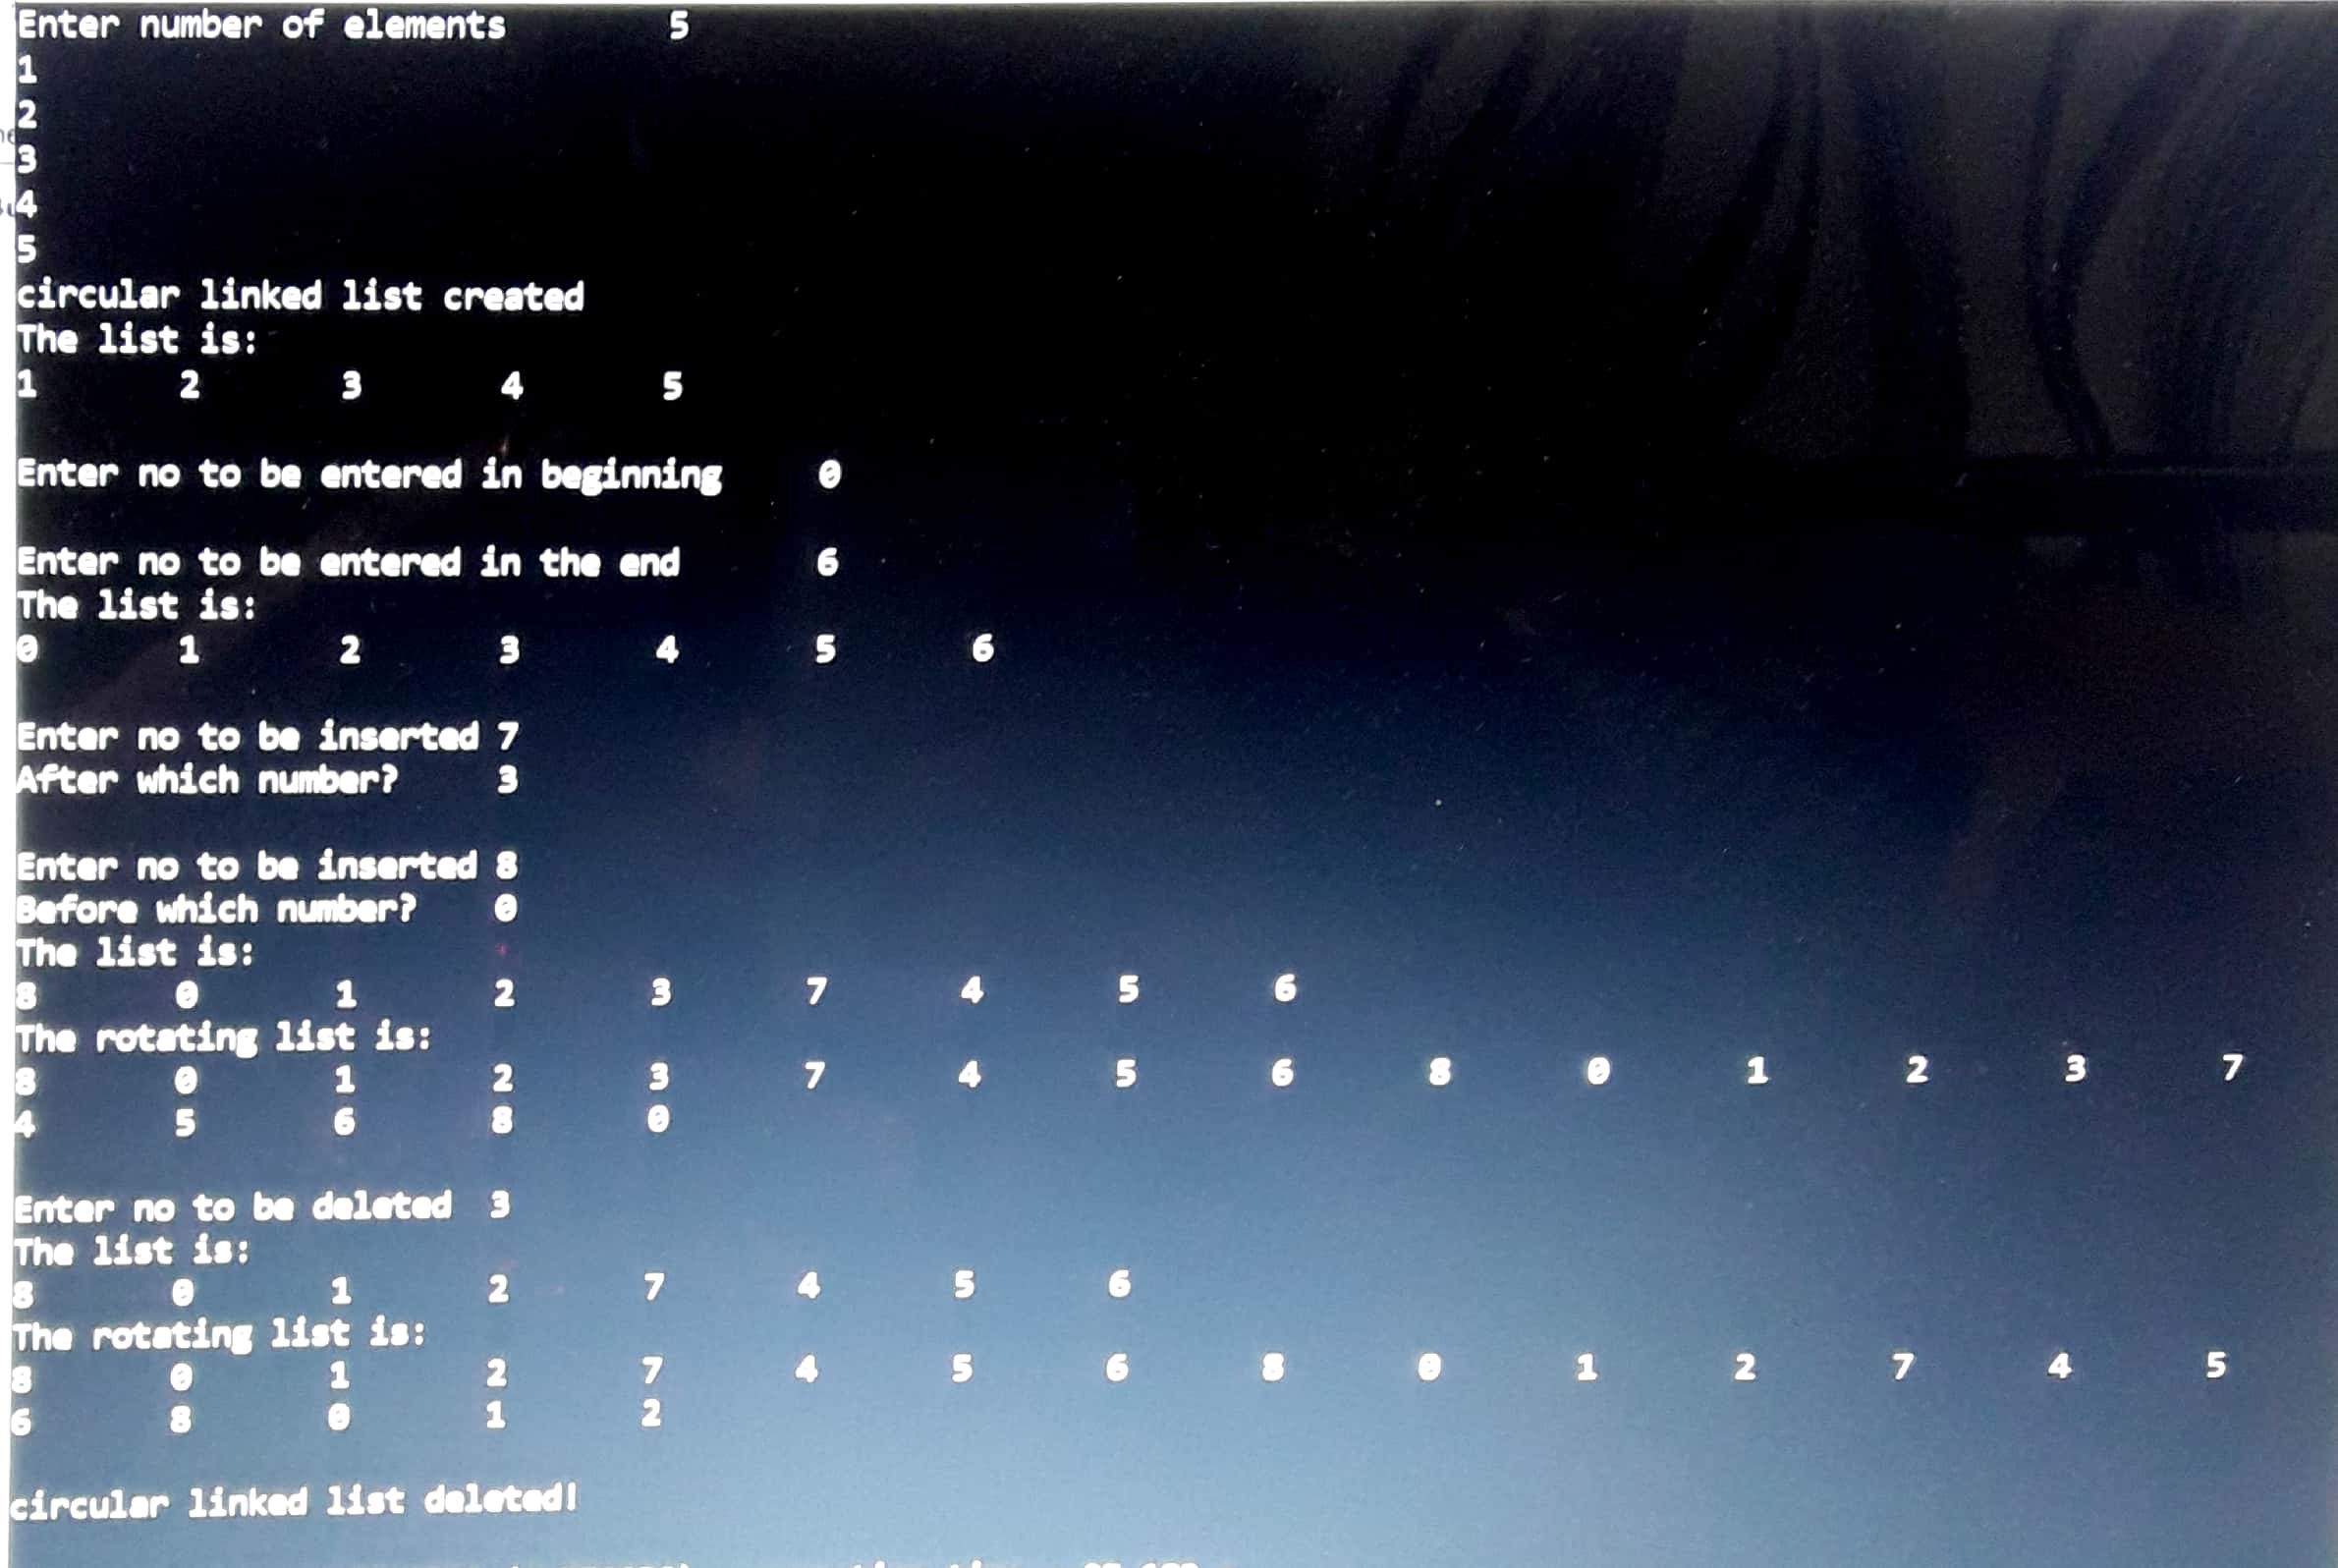 Enter number of elements 5
1
2
3
4
5
circular linked list created
The list is:
1 2 3 4 5
Enter no to be entered in beginning 0
Enter no to be entered in the end 6
The list is:
0 1 2 3 4 5 6
Enter no to be inserted 7
After which number? 3
Enter no to be inserted 8
Before which number? 0
The list is:
8 0 1 2 3 7 4 5 6
The rotating list is:
8 0 1 2 3 7 4 5 6 8 0 1 2 3 7
4 5 6 8 0
Enter no to be deleted 3
The list is:
8 0 1 2 7 4 5 6
The rotating list is:
8 0 1 2 7 4 5 6 8 0 1 2 7 4 5
6 8 0 1 2
circular linked list deleted!